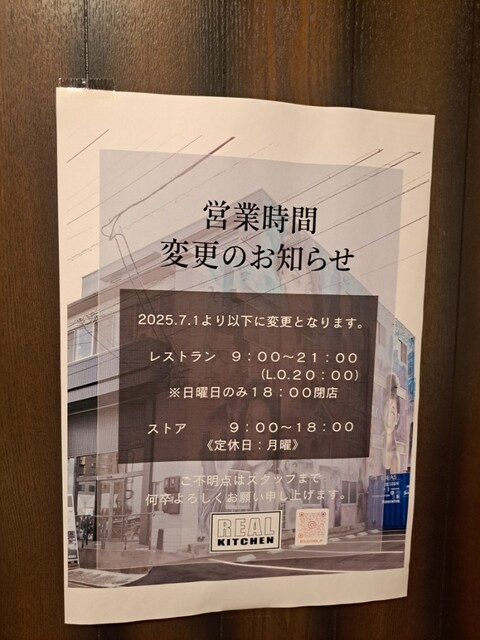 営業時間
変更のお知らせ
2025.7.1より以下に変更となります。
レストラン 9：00〜21：00
(L.O.20：00)
※日曜日のみ18：00閉店
ストア 9：00〜18：00
《定休日：月曜》
ご不明点はスタッフまで
何卒よろしくお願い申し上げます。
REAL
KITCHEN